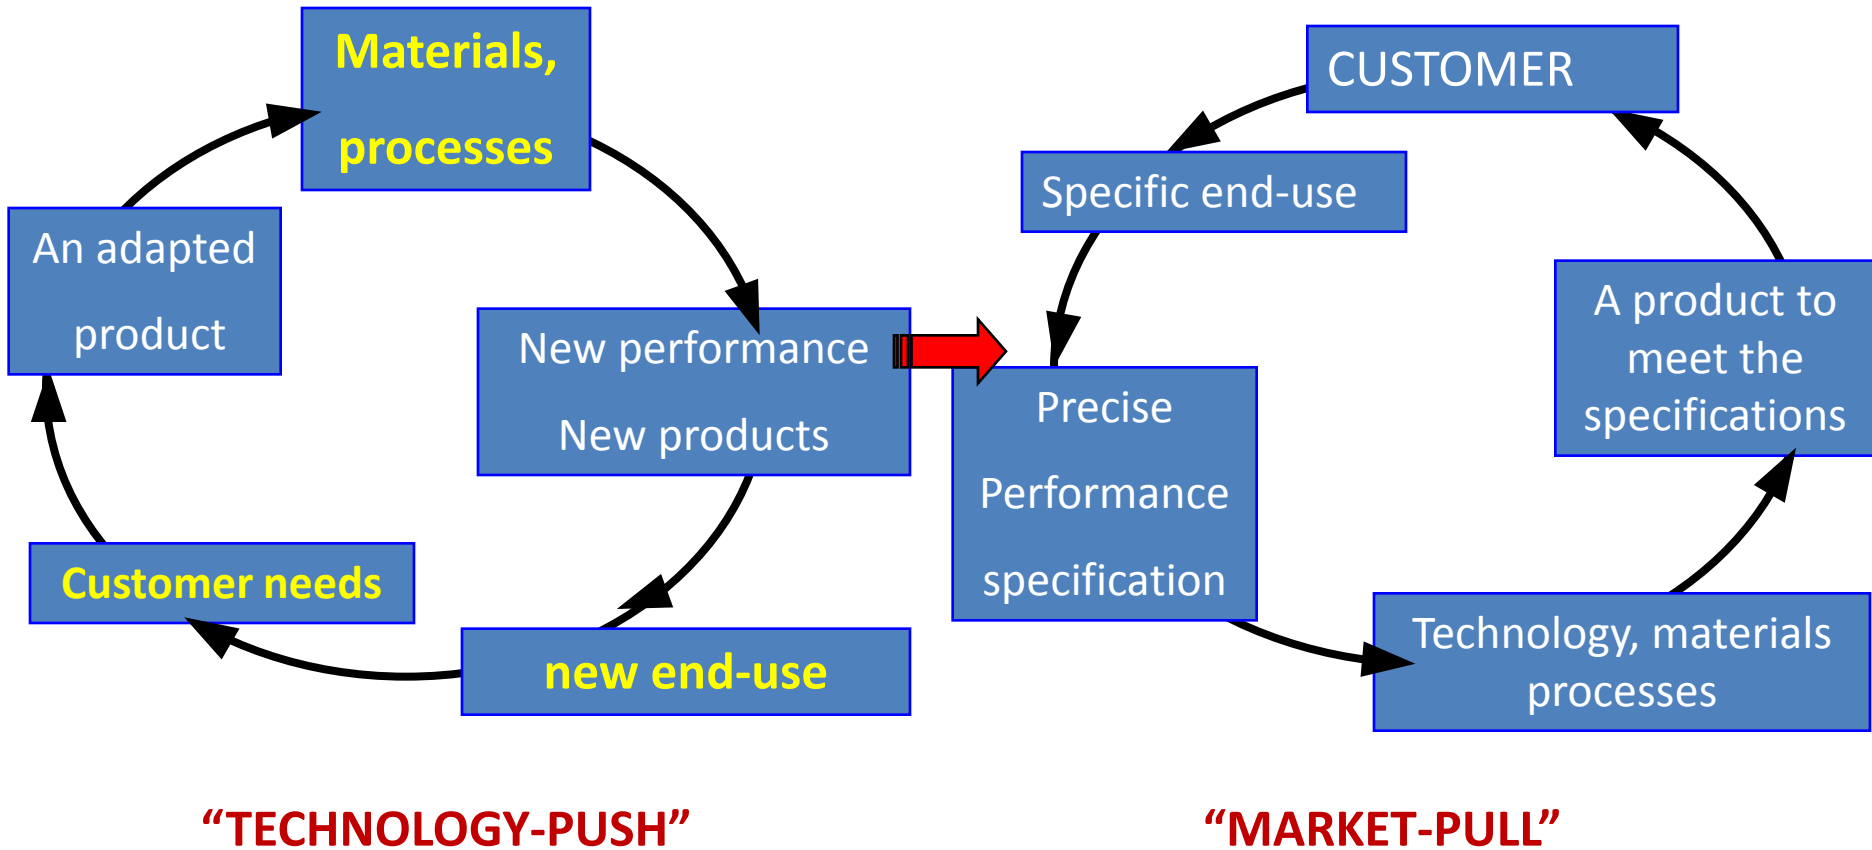 Materials,
processes
An adapted
product
New performance
New products
Customer needs
new end-use
“TECHNOLOGY-PUSH”
CUSTOMER
Specific end-use
Precise
Performance
specification
A product to
meet the
specifications
Technology, materials
processes
“MARKET-PULL”